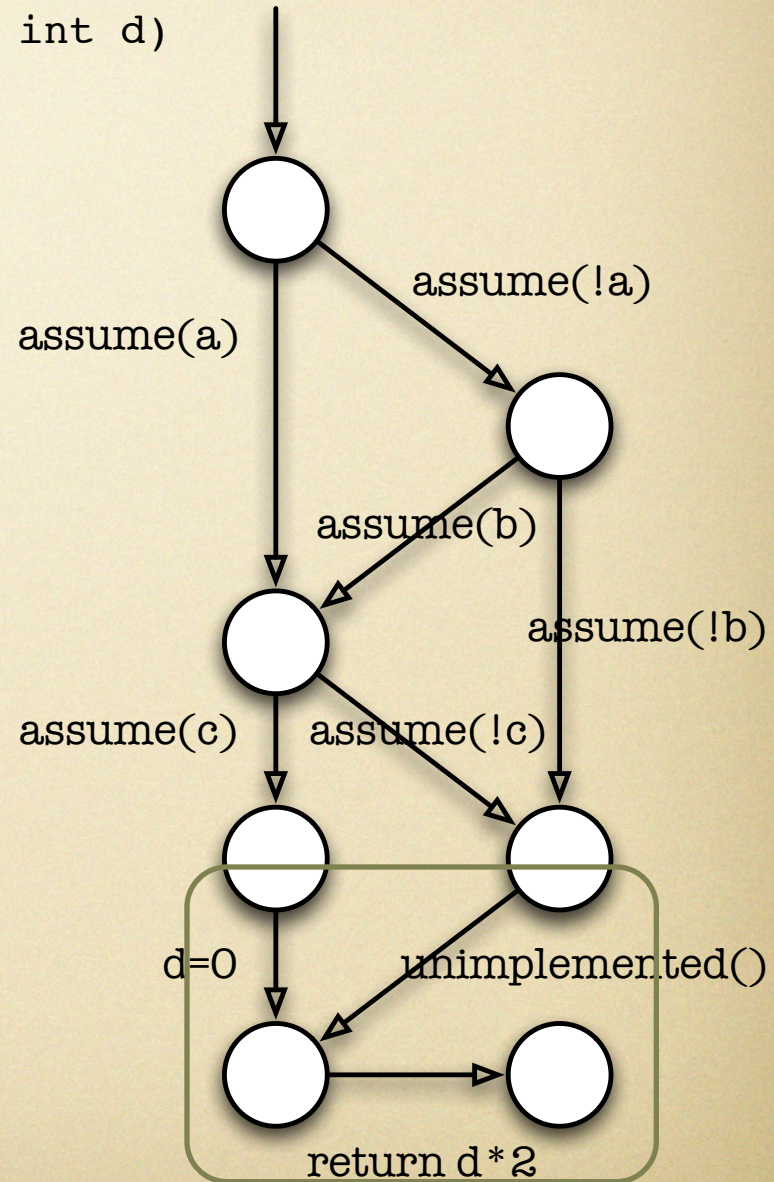 int d)
assume(!a)
assume(a)
assume(b)
assume(!b)
assume(c)
assume(!c)
d=0
unimplemented()
return d*2